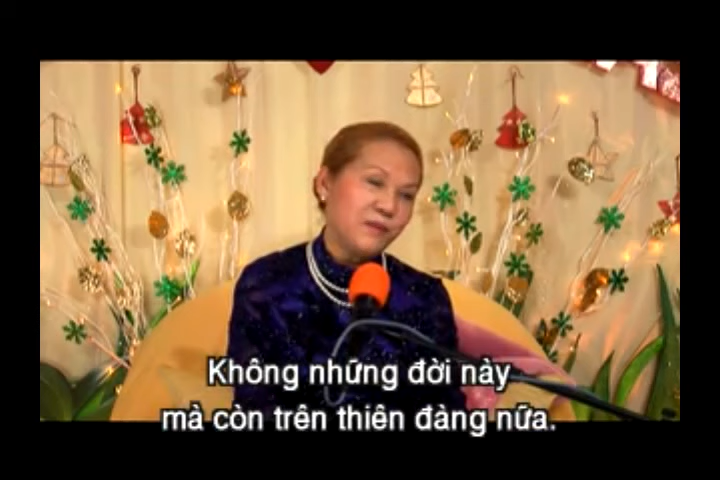 Không những đời này
mà còn trên thiên đàng nữa.